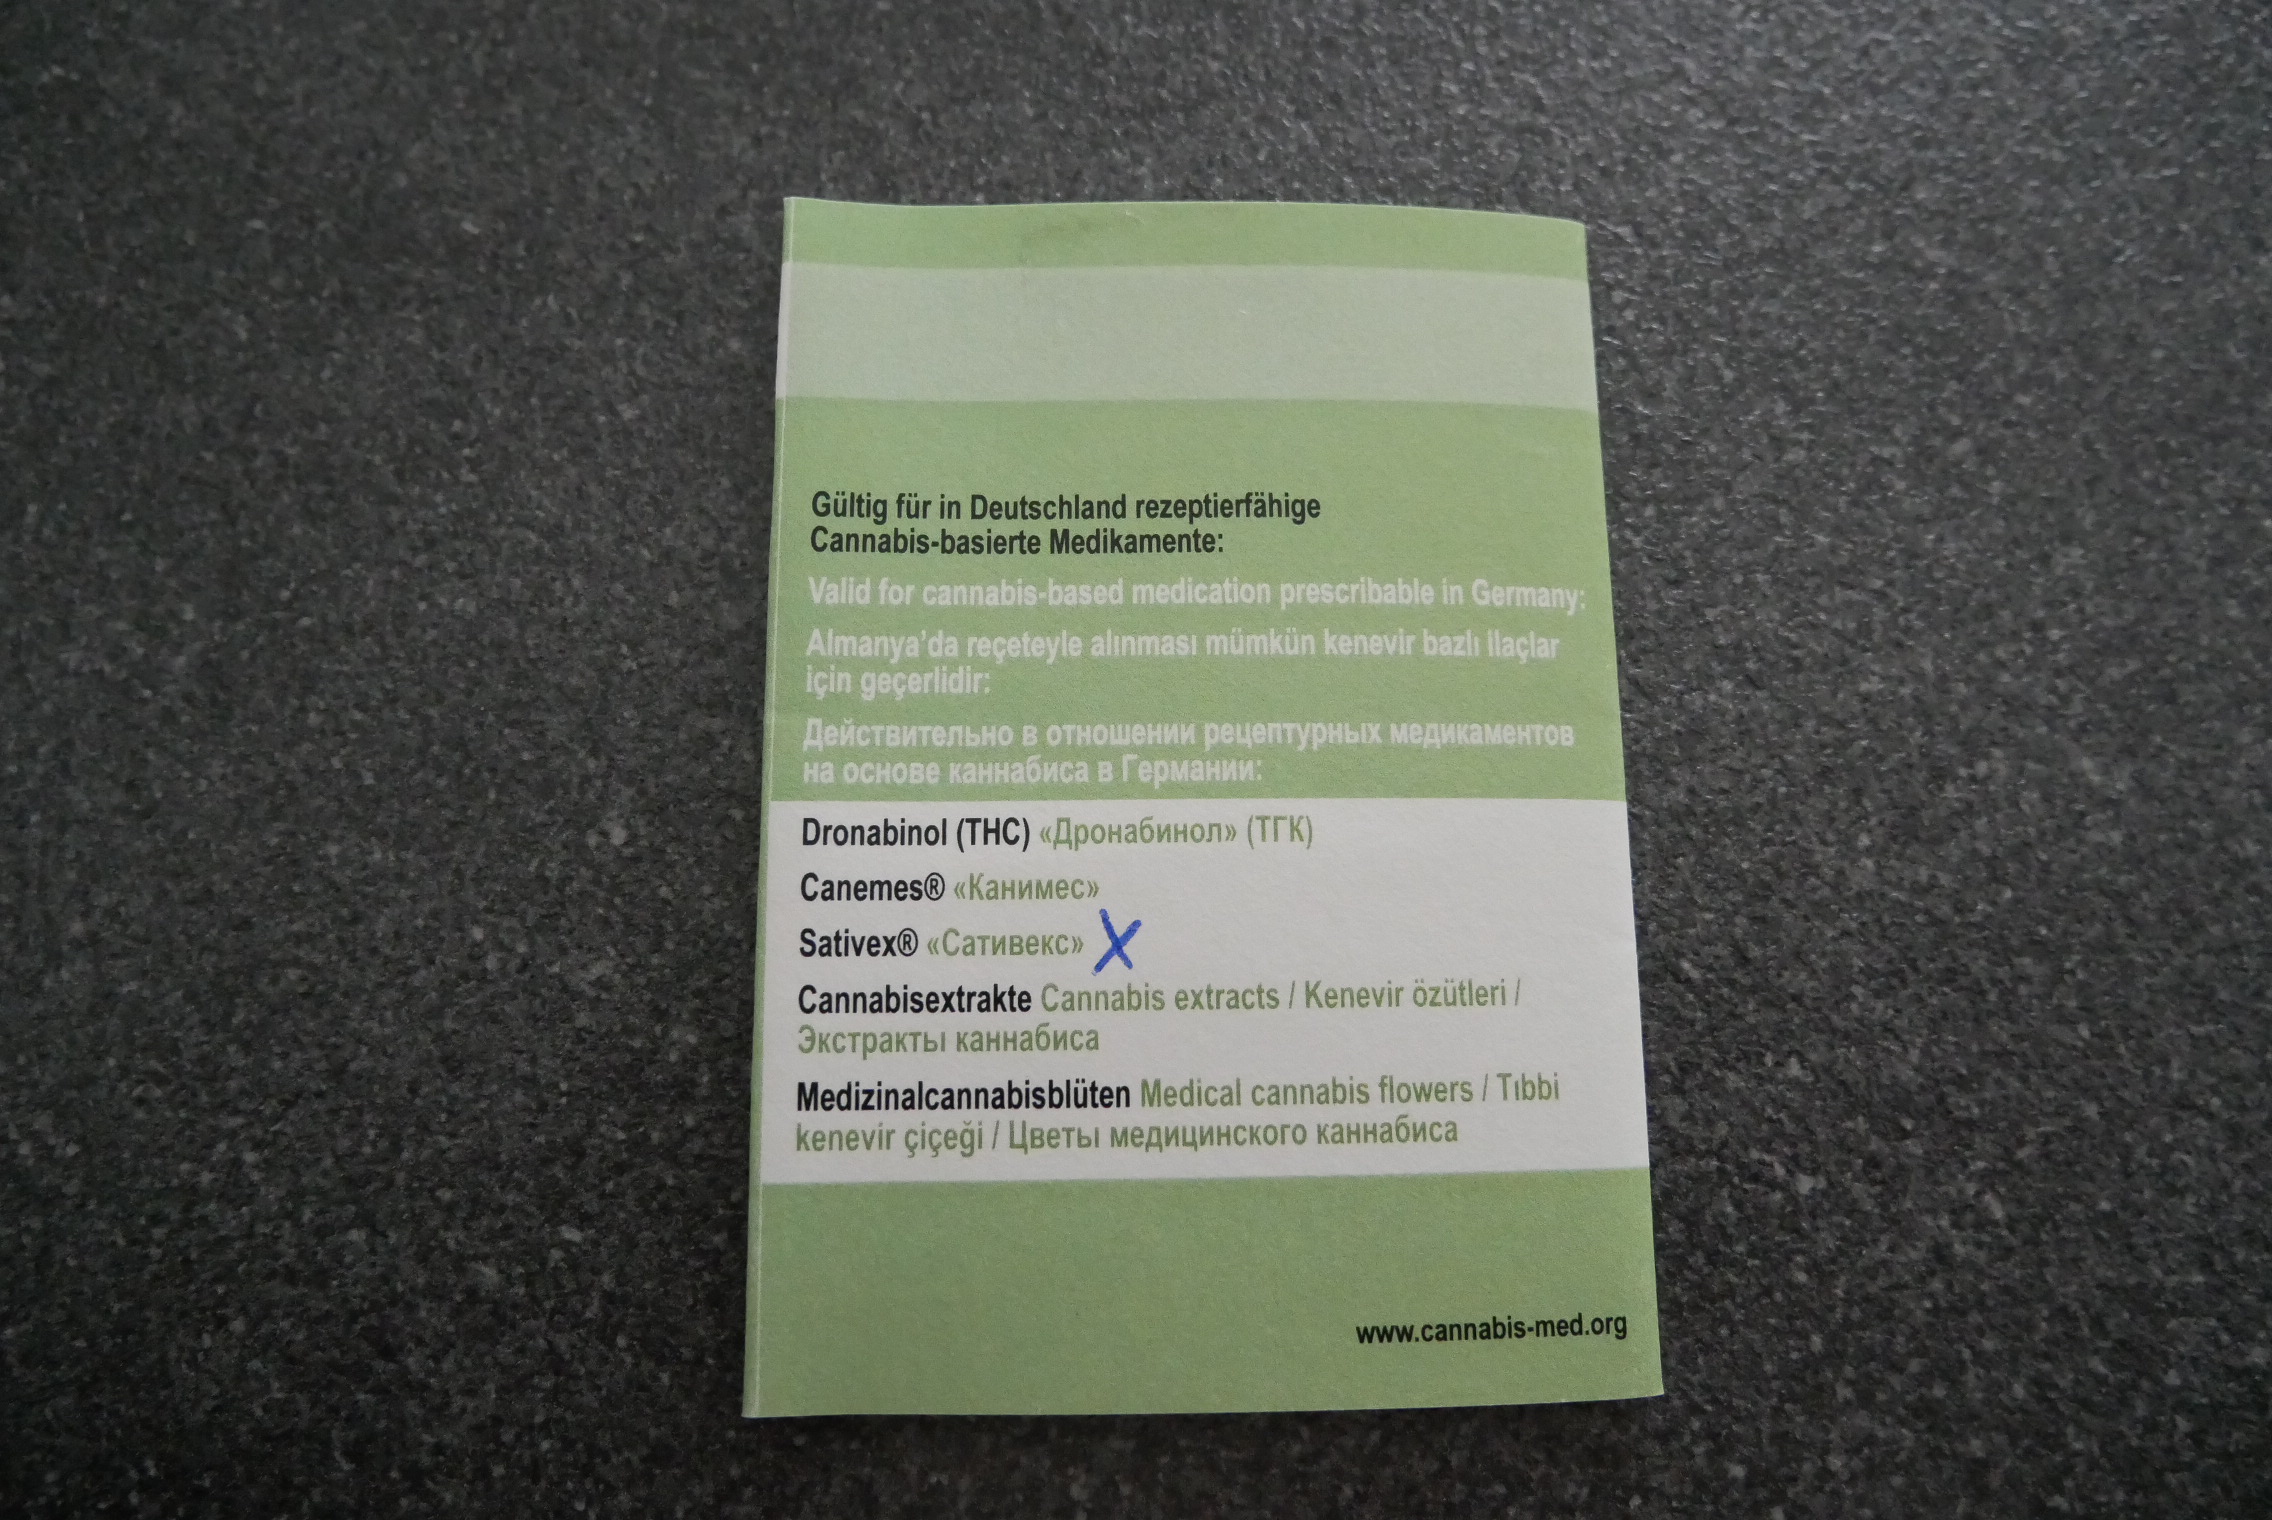 Gültig für in Deutschland rezeptierfähige
Cannabis-basierte Medikamente:
Valid for cannabis-based medication prescribable in Germany:
Almanya'da reçeteyle alınması mümkün kenevir bazlı ilaçlar
için geçerlidir:
Действительно в отношении рецептурных медикаментов
на основе каннабиса в Германии:
Dronabinol (THC) «Дронабинол» (ТГК)
Canemes® «Канимес»
Sativex® «Сативекс» X
Cannabisextrakte Cannabis extracts / Kenevir özütleri /
Экстракты каннабиса
Medizinalcannabisblüten Medical cannabis flowers / Tıbbi
kenevir çiçeği / Цветы медицинского каннабиса
www.cannabis-med.org